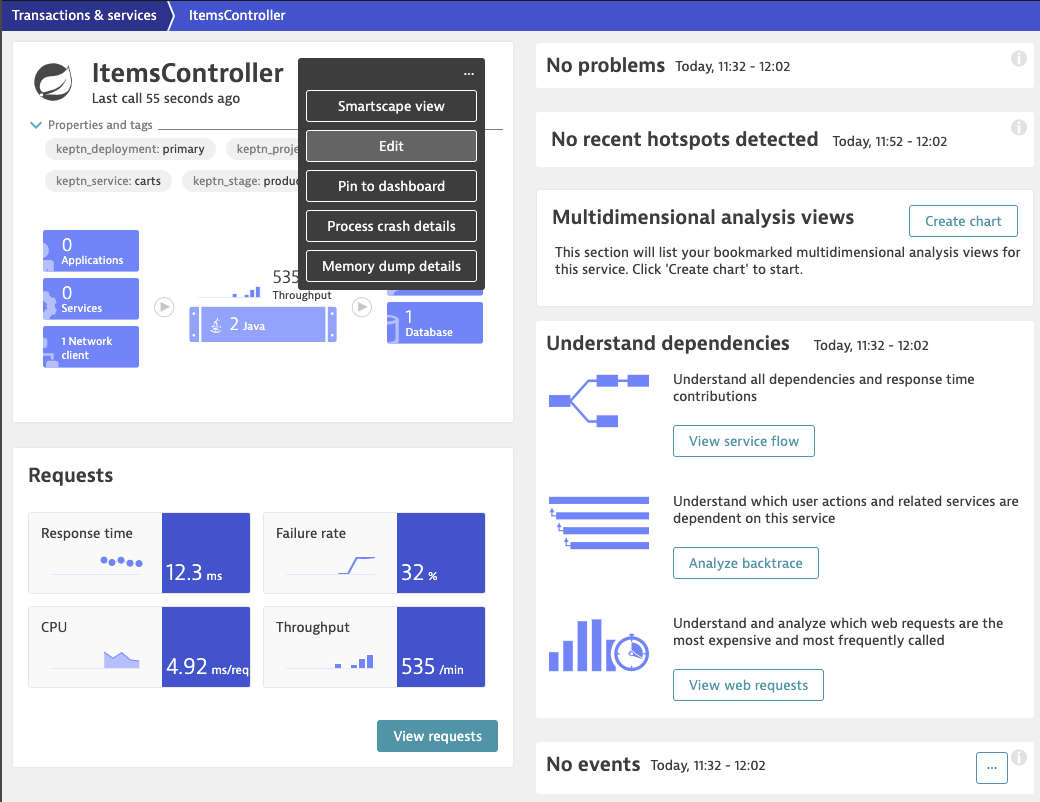 Transactions & services
ItemsController
ItemsController
Last call 55 seconds ago
Properties and tags
keptn_deployment: primary
keptn_proje
keptn_service: carts
keptn_stage: produc
...
Smartscape view
Edit
Pin to dashboard
Process crash details
Memory dump details
0
Applications
0
Services
1 Network
client
535
Throughput
2 Java
1
Database
Requests
Response time
12.3 ms
Failure rate
32 %
CPU
4.92 ms/req
Throughput
535 /min
View requests
No problems Today, 11:32 - 12:02
No recent hotspots detected Today, 11:52 - 12:02
Multidimensional analysis views
Create chart
This section will list your bookmarked multidimensional analysis views for
this service. Click 'Create chart' to start.
Understand dependencies Today, 11:32 - 12:02
Understand all dependencies and response time
contributions
View service flow
Understand which user actions and related services are
dependent on this service
Analyze backtrace
Understand and analyze which web requests are the
most expensive and most frequently called
View web requests
No events Today, 11:32 - 12:02
...